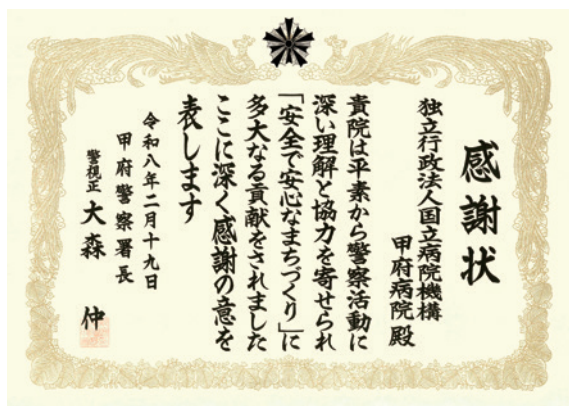 感謝状
独立行政法人国立病院機構
甲府病院殿
貴院は平素から警察活動に
深い理解と協力を寄せられ
「安全で安心なまちづくり」に
多大なる貢献をされました
ここに深く感謝の意を
表します
令和八年二月十九日
甲府警察署長
警視正 大森 仲